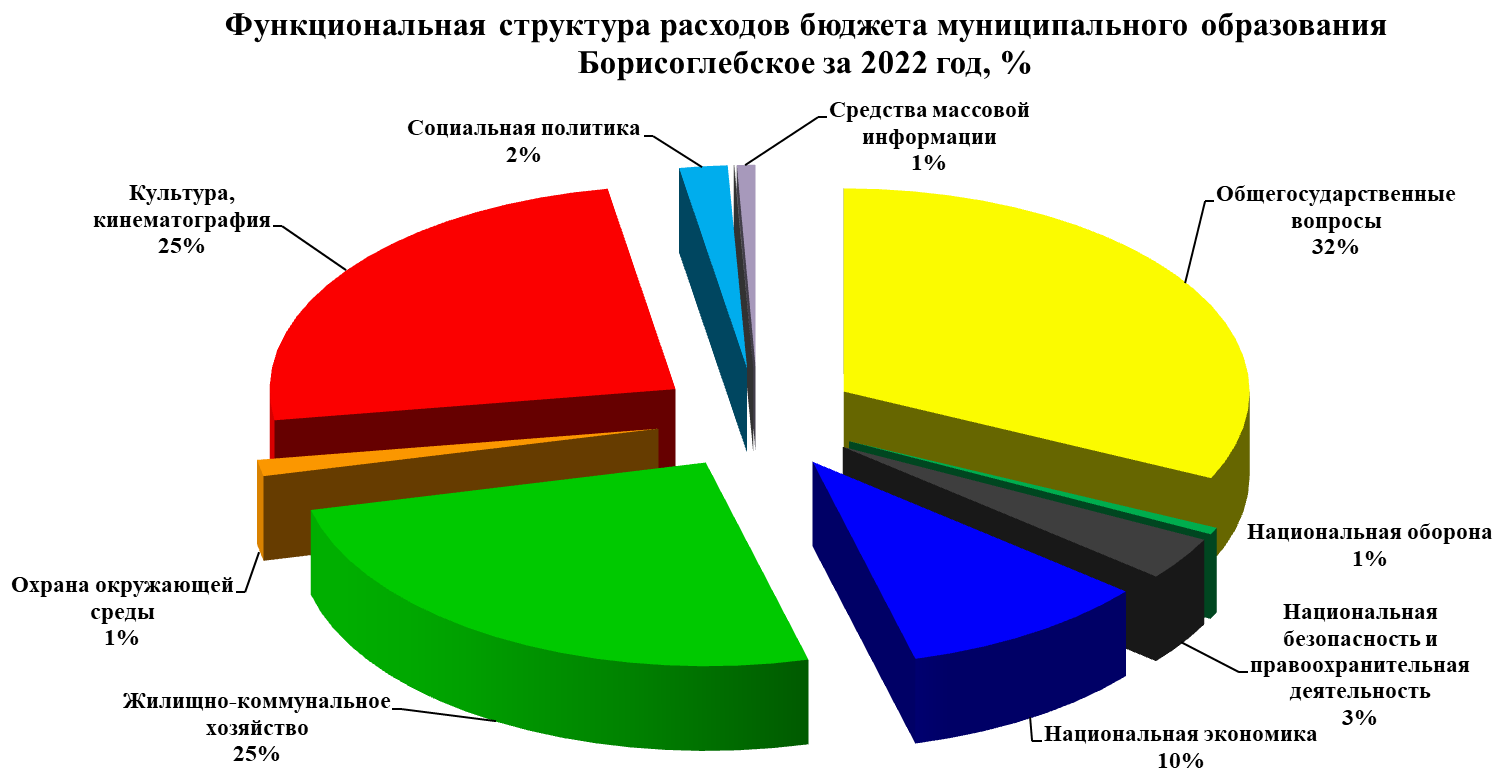 Функциональная структура расходов бюджета муниципального образования
Борисоглебское за 2022 год, %
Средства массовой
информации
1%
Социальная политика
2%
Культура,
кинематография
25%
Общегосударственные
вопросы
32%
Национальная оборона
1%
Охрана окружающей
среды
1%
Национальная
безопасность и
правоохранительная
деятельность
3%
Жилищно-коммунальное
хозяйство
25%
Национальная экономика
10%